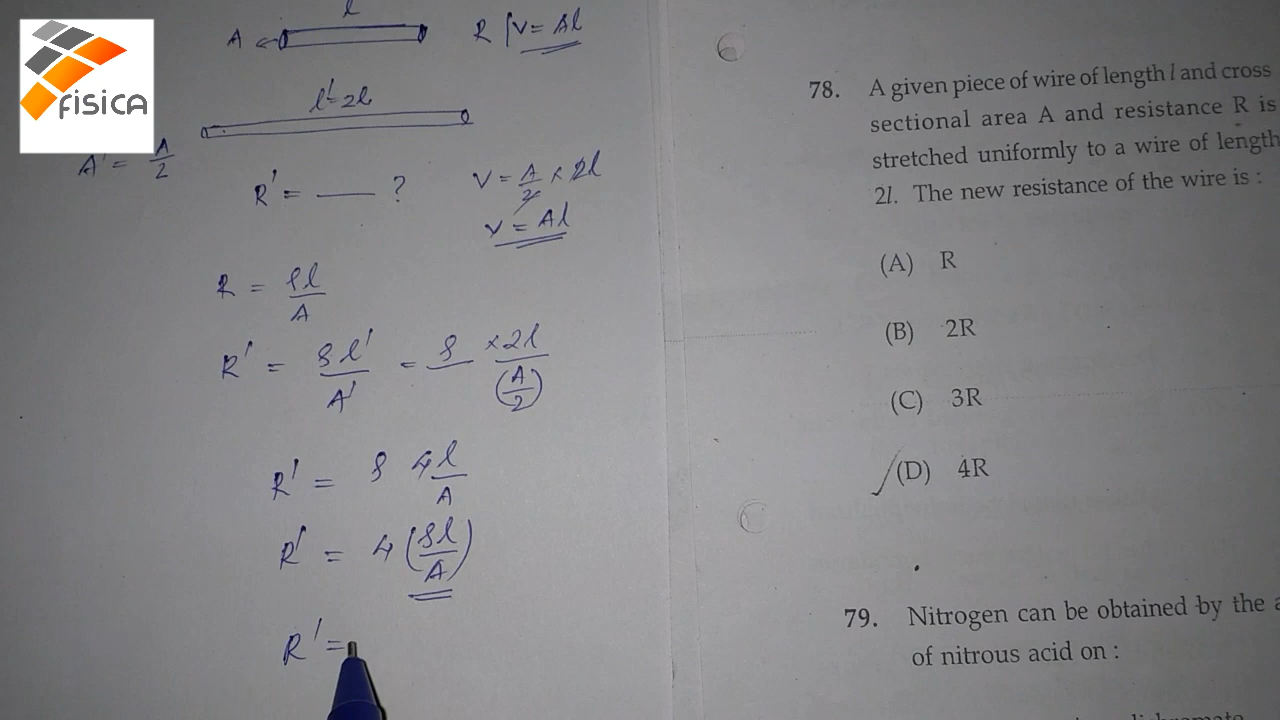 fisica
l
A ← R | V = Al
l' = 2l
A' = A/2
R' = — ? V = A/2 × 2l
V = Al
R = ρl/A
R' = ρl'/A' = ρ × 2l/(A/2)
R' = ρ 4l/A
R' = 4(ρl/A)
R' =
78. A given piece of wire of length l and cross
sectional area A and resistance R is
stretched uniformly to a wire of length
2l. The new resistance of the wire is :
(A) R
(B) 2R
(C) 3R
(D) 4R
79. Nitrogen can be obtained by the
of nitrous acid on :